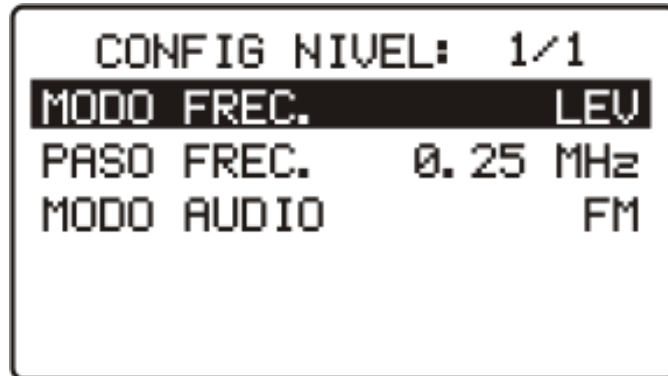 CONFIG NIVEL: 1/1
MODO FREC. LEV
PASO FREC. 0.25 MHz
MODO AUDIO FM